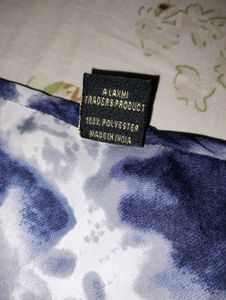 A LAXMI
TRADERS PRODUCT
100% POLYESTER
MADE IN INDIA